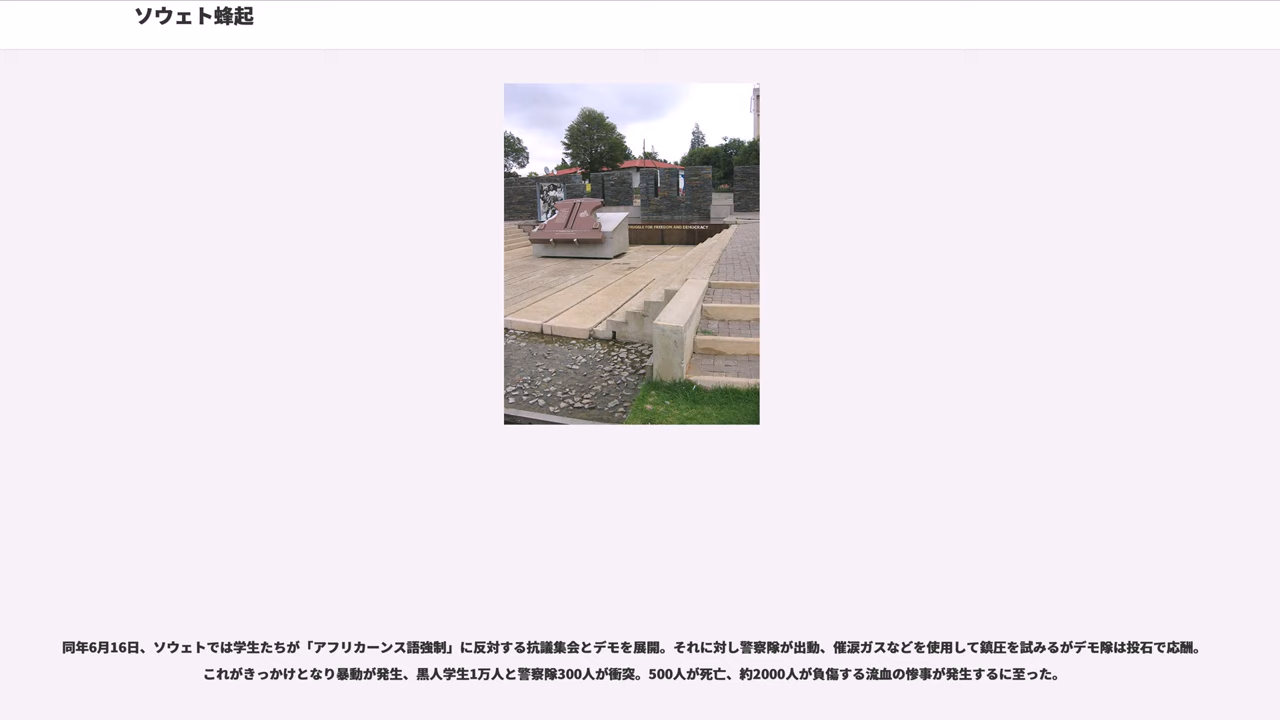 ソウェト蜂起
STRUGGLE FOR FREEDOM AND DEMOCRACY
同年6月16日、ソウェトでは学生たちが「アフリカーンス語強制」に反対する抗議集会とデモを展開。それに対し警察隊が出動、催涙ガスなどを使用して鎮圧を試みるがデモ隊は投石で応酬。
これがきっかけとなり暴動が発生、黒人学生1万人と警察隊300人が衝突。500人が死亡、約2000人が負傷する流血の惨事が発生するに至った。